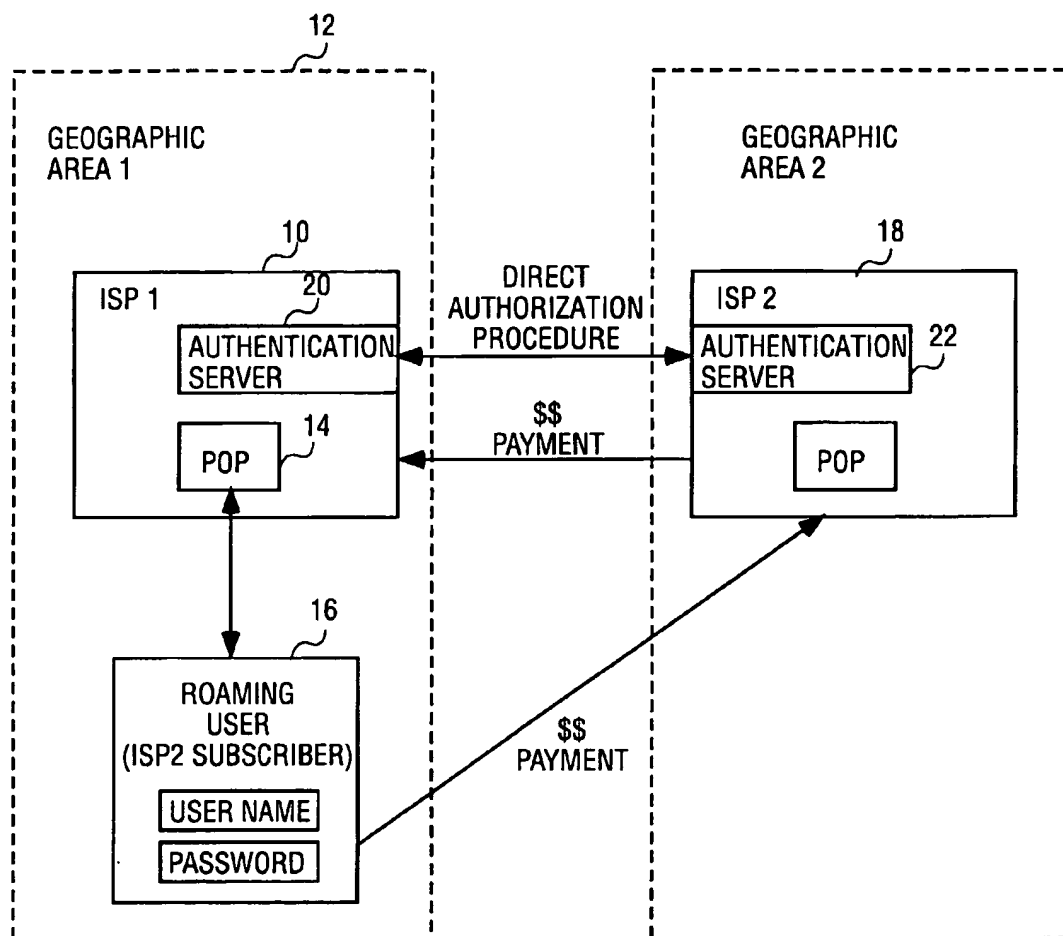 12
GEOGRAPHIC
AREA 1
GEOGRAPHIC
AREA 2
10
ISP 1
20
AUTHENTICATION
SERVER
14
POP
DIRECT
AUTHORIZATION
PROCEDURE
$$
PAYMENT
18
ISP 2
AUTHENTICATION
SERVER
22
POP
16
ROAMING
USER
(ISP2 SUBSCRIBER)
USER NAME
PASSWORD
$$
PAYMENT